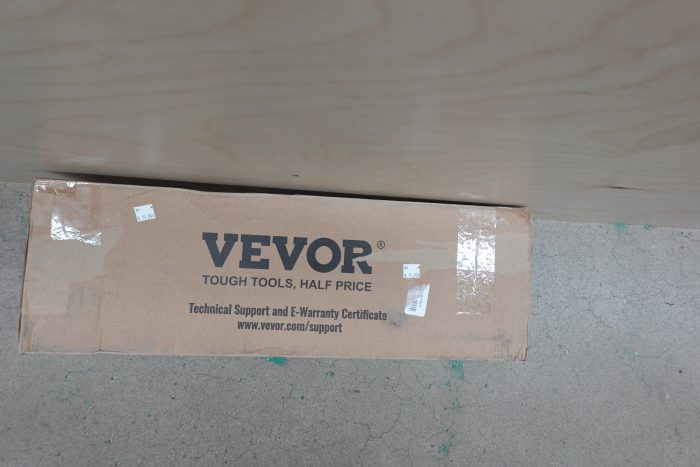 VEVOR®
TOUGH TOOLS, HALF PRICE
Technical Support and E-Warranty Certificate
www.vevor.com/support